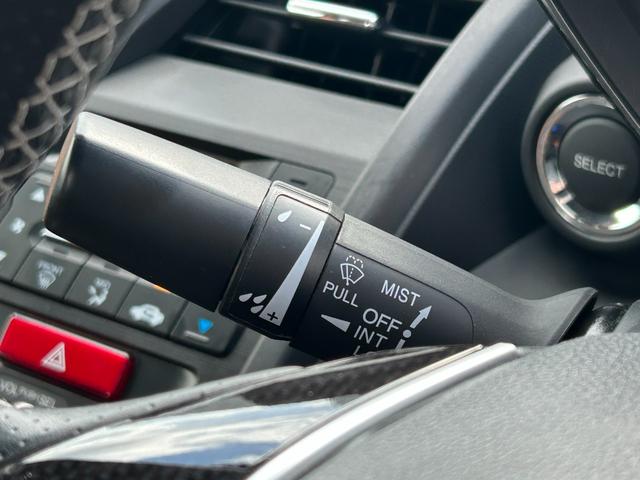 SELECT
- 
+
PULL
MIST
OFF
INT